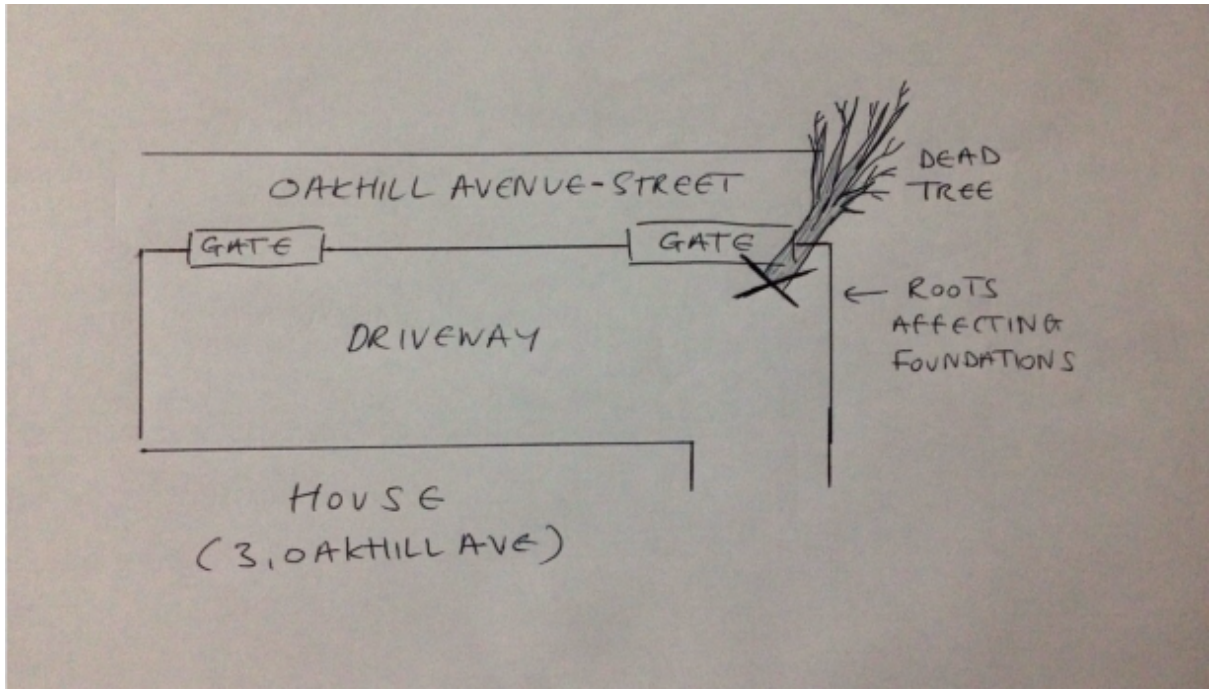 DEAD
TREE
OAKHILL AVENUE-STREET
GATE
GATE
← ROOTS
AFFECTING
FOUNDATIONS
DRIVEWAY
HOUSE
(3, OAKHILL AVE)